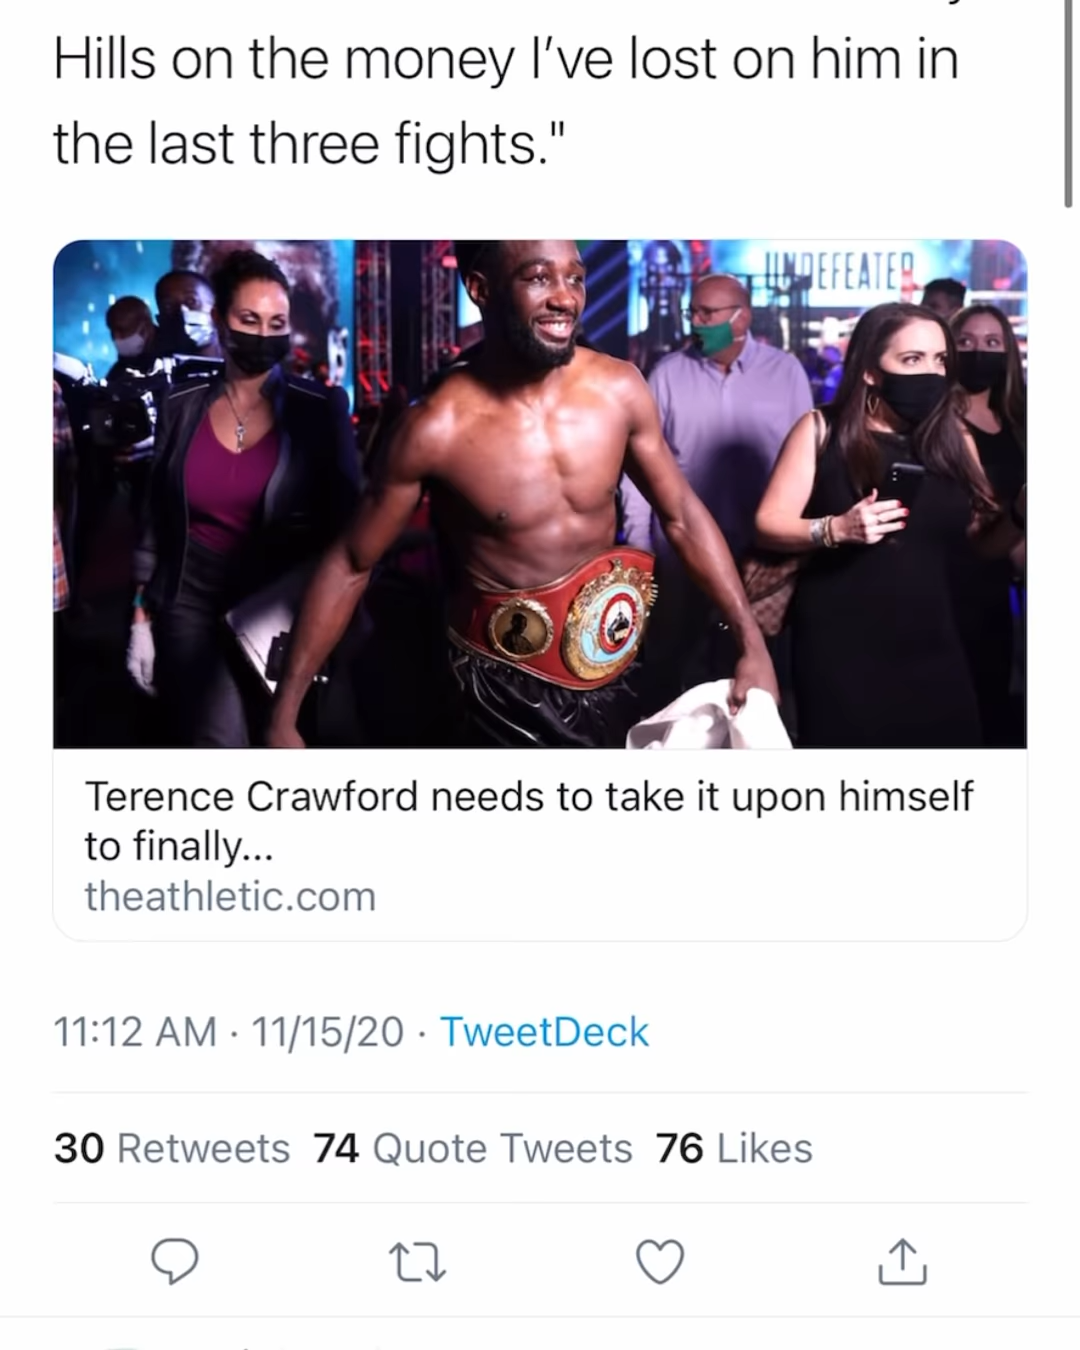 Hills on the money I've lost on him in
the last three fights."
UNDEFEATED
Terence Crawford needs to take it upon himself
to finally...
theathletic.com
11:12 AM · 11/15/20 · TweetDeck
30 Retweets 74 Quote Tweets 76 Likes